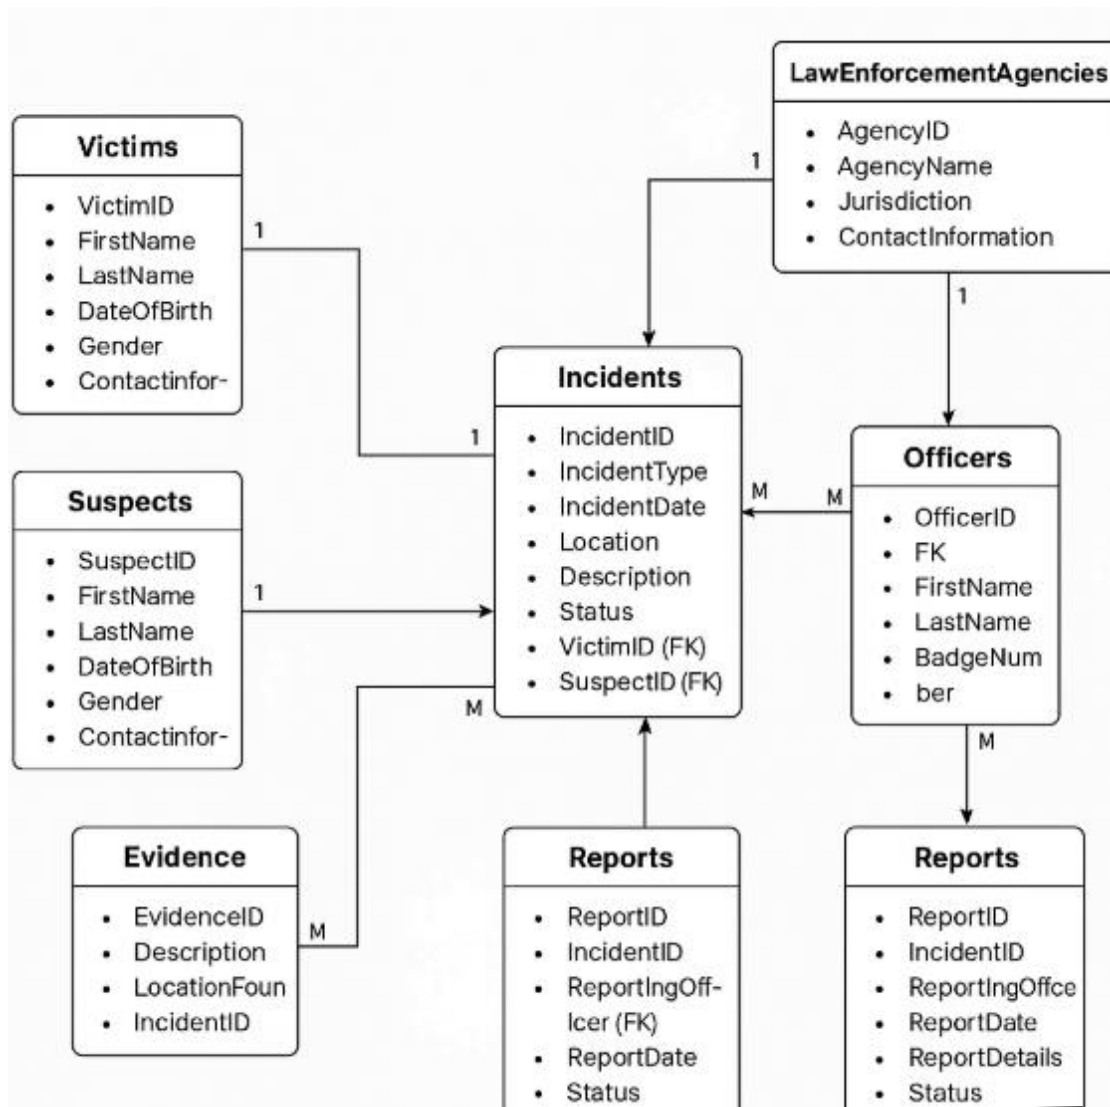 LawEnforcementAgencies
• AgencyID
• AgencyName
• Jurisdiction
• ContactInformation
1
1
Victims
• VictimID
• FirstName
• LastName
• DateOfBirth
• Gender
• Contactinfor-
1
1
Suspects
• SuspectID
• FirstName
• LastName
• DateOfBirth
• Gender
• Contactinfor-
1
Incidents
• IncidentID
• IncidentType
• IncidentDate
• Location
• Description
• Status
• VictimID (FK)
• SuspectID (FK)
M
M
M
Officers
• OfficerID
• FK
• FirstName
• LastName
• BadgeNum
• ber
M
Evidence
• EvidenceID
• Description
• LocationFoun
• IncidentID
M
Reports
• ReportID
• IncidentID
• ReportIngOff-
Icer (FK)
• ReportDate
• Status
Reports
• ReportID
• IncidentID
• ReportIngOffce
• ReportDate
• ReportDetails
• Status